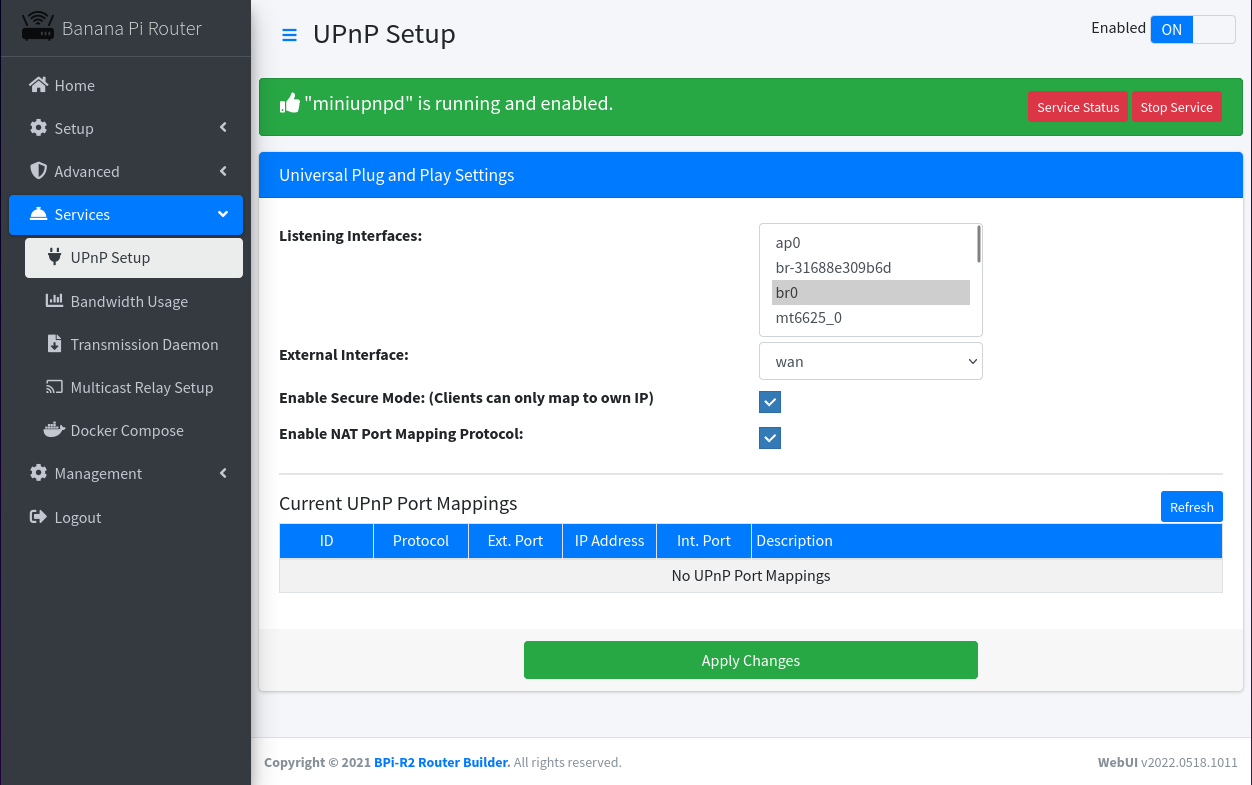 Banana Pi Router
UPnP Setup
Enabled ON
Home
Setup
Advanced
Services
UPnP Setup
Bandwidth Usage
Transmission Daemon
Multicast Relay Setup
Docker Compose
Management
Logout
"miniupnpd" is running and enabled.
Service Status Stop Service
Universal Plug and Play Settings
Listening Interfaces:
ap0
br-31688e309b6d
br0
mt6625_0
External Interface:
wan
Enable Secure Mode: (Clients can only map to own IP)
Enable NAT Port Mapping Protocol:
Current UPnP Port Mappings
Refresh
ID Protocol Ext. Port IP Address Int. Port Description
No UPnP Port Mappings
Apply Changes
Copyright © 2021 BPi-R2 Router Builder. All rights reserved.
WebUI v2022.0518.1011